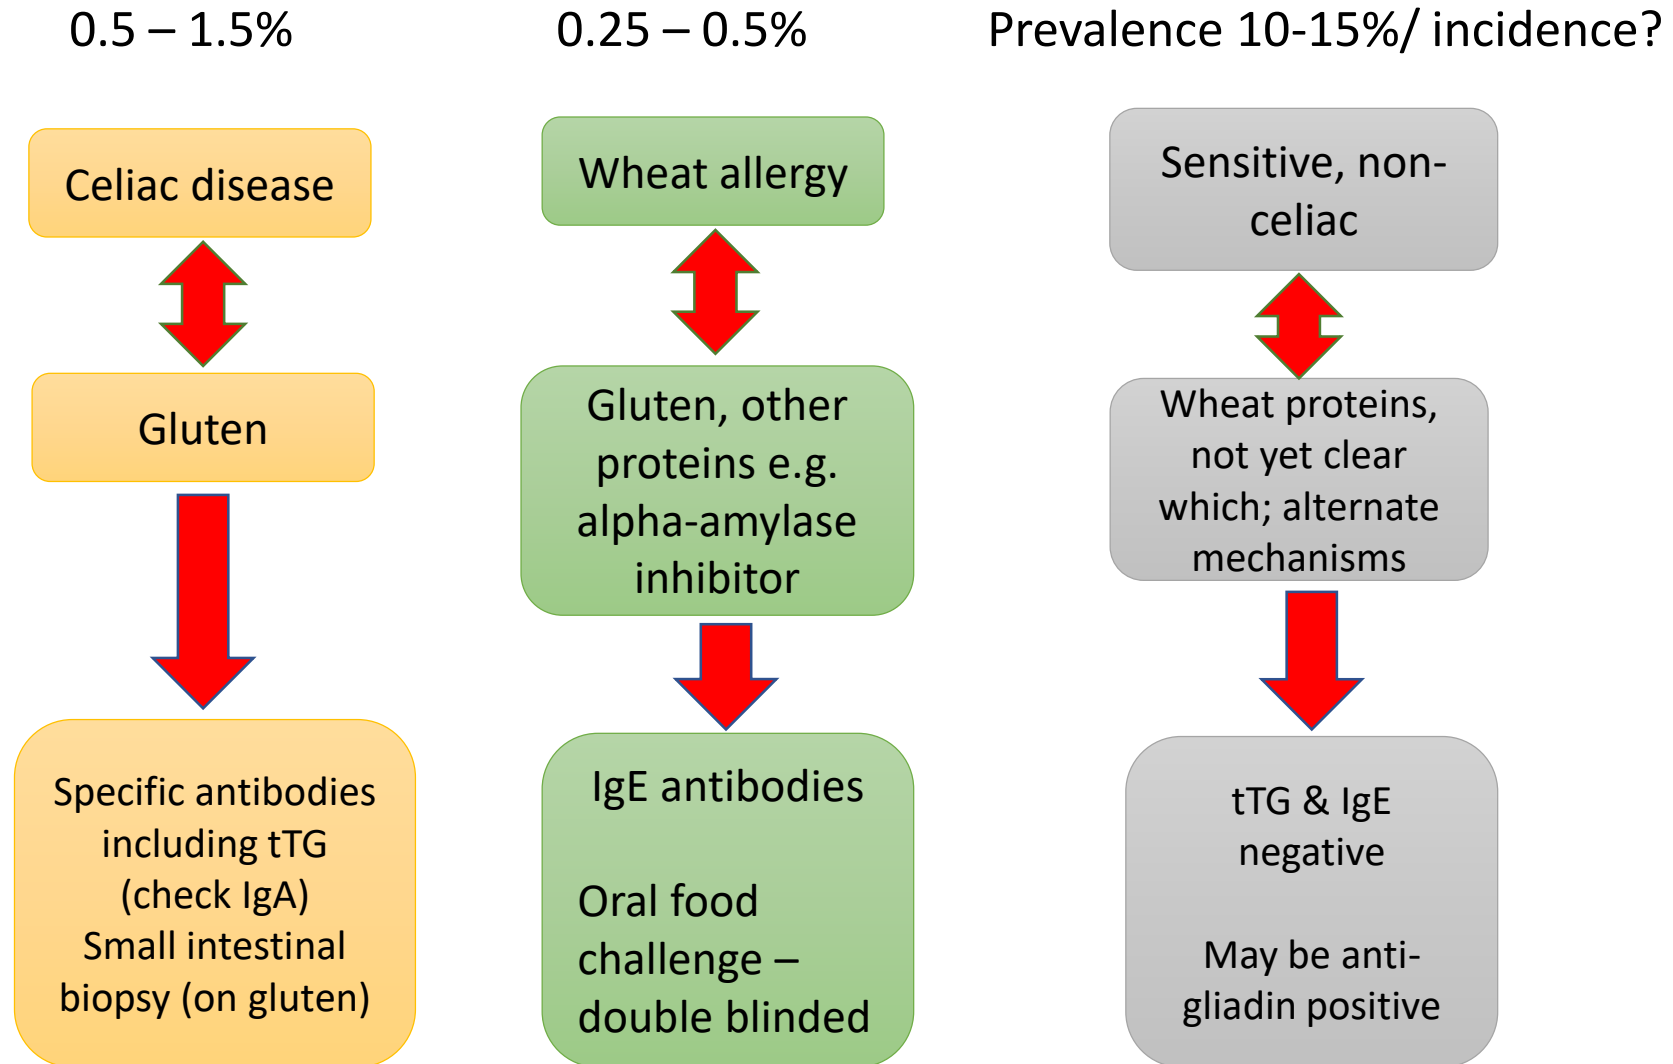 0.5 – 1.5%
0.25 – 0.5%
Prevalence 10-15%/ incidence?
Celiac disease
Wheat allergy
Sensitive, non-
celiac
Gluten
Gluten, other
proteins e.g.
alpha-amylase
inhibitor
Wheat proteins,
not yet clear
which; alternate
mechanisms
Specific antibodies
including tTG
(check IgA)
Small intestinal
biopsy (on gluten)
IgE antibodies
Oral food
challenge –
double blinded
tTG & IgE
negative
May be anti-
gliadin positive